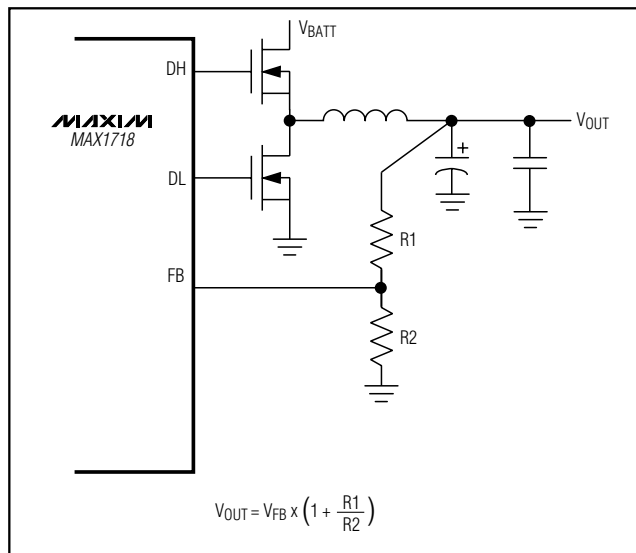 V_BATT
DH
MAXIM
MAX1718
V_OUT
+
DL
R1
FB
R2
V_OUT = V_FB x (1 + R1/R2)